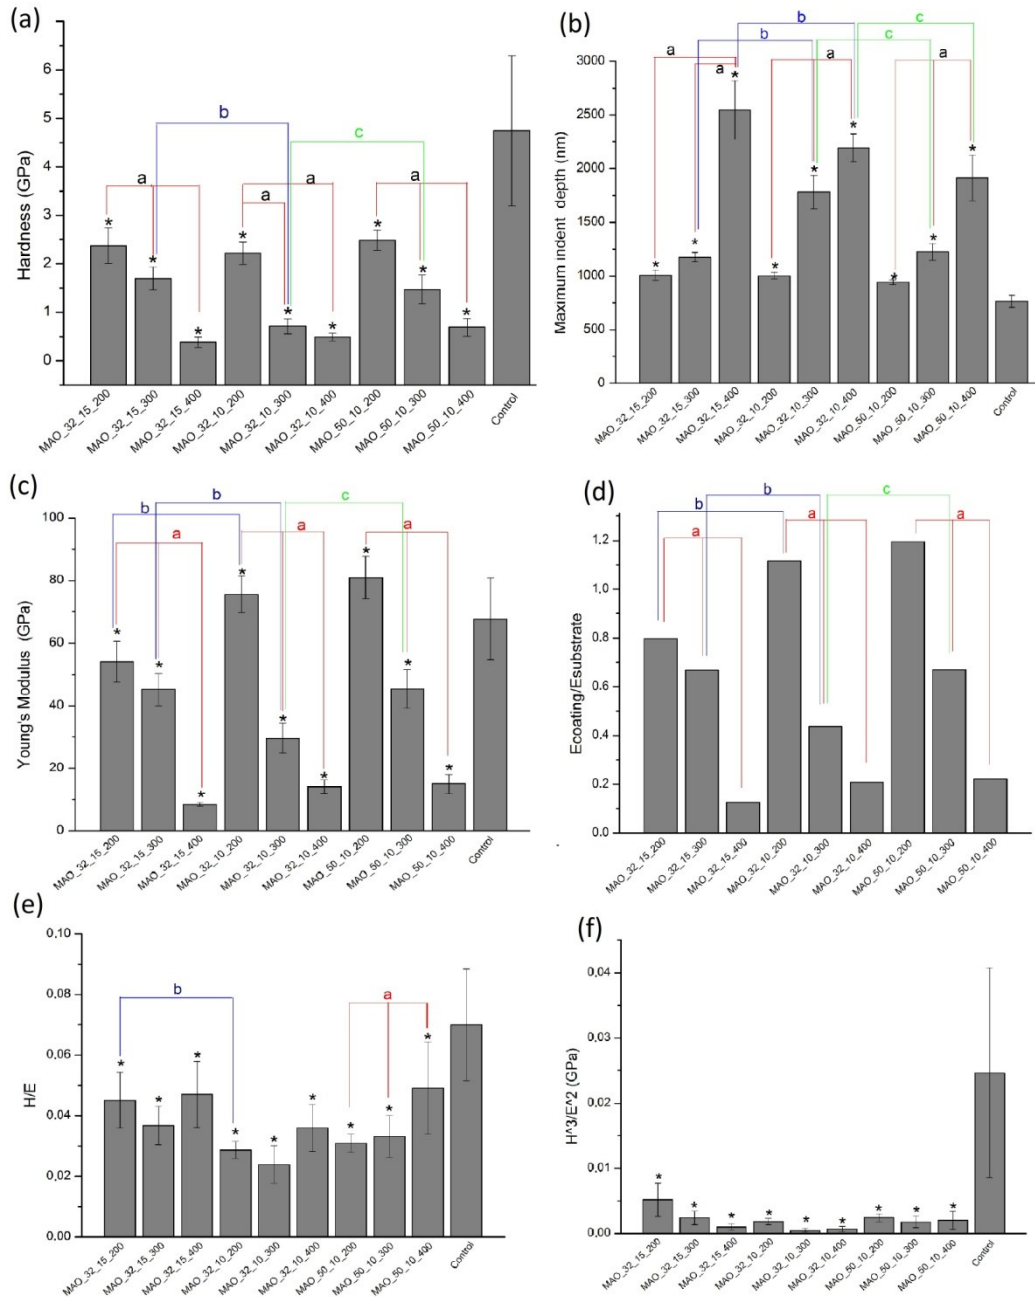 (a)
Hardness (GPa)
6
5
4
3
2
1
0
a
b
a
a
c
a
* * * * * * * * *
MAO_32_15_200
MAO_32_15_300
MAO_32_15_400
MAO_32_10_200
MAO_32_10_300
MAO_32_10_400
MAO_50_10_200
MAO_50_10_300
MAO_50_10_400
Control
(b)
Maximum indent depth (nm)
3000
2500
2000
1500
1000
500
0
b
c
b
c
a
a
a
a
* * * * * * * * *
MAO_32_15_200
MAO_32_15_300
MAO_32_15_400
MAO_32_10_200
MAO_32_10_300
MAO_32_10_400
MAO_50_10_200
MAO_50_10_300
MAO_50_10_400
Control
(c)
Young's Modulus (GPa)
100
80
60
40
20
0
b
b
c
a
a
a
* * * * * * * * *
MAO_32_15_200
MAO_32_15_300
MAO_32_15_400
MAO_32_10_200
MAO_32_10_300
MAO_32_10_400
MAO_50_10_200
MAO_50_10_300
MAO_50_10_400
Control
(d)
Ecoating/Esubstrate
1.2
1.0
0.8
0.6
0.4
0.2
0.0
b
c
b
a
a
a
MAO_32_15_200
MAO_32_15_300
MAO_32_15_400
MAO_32_10_200
MAO_32_10_300
MAO_32_10_400
MAO_50_10_200
MAO_50_10_300
MAO_50_10_400
(e)
H/E
0,10
0,08
0,06
0,04
0,02
0,00
b
a
* * * * * * * * *
MAO_32_15_200
MAO_32_15_300
MAO_32_15_400
MAO_32_10_200
MAO_32_10_300
MAO_32_10_400
MAO_50_10_200
MAO_50_10_300
MAO_50_10_400
Control
(f)
H^3/E^2 (GPa)
0,04
0,03
0,02
0,01
0,00
* * * * * * * * *
MAO_32_15_200
MAO_32_15_300
MAO_32_15_400
MAO_32_10_200
MAO_32_10_300
MAO_32_10_400
MAO_50_10_200
MAO_50_10_300
MAO_50_10_400
Control